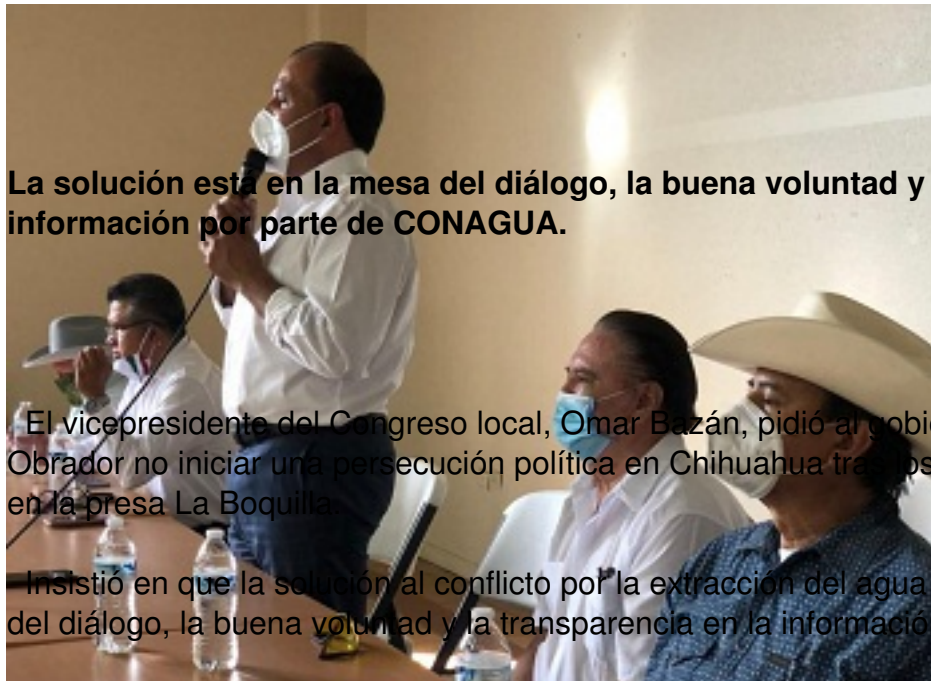 La solución está en la mesa del diálogo, la buena voluntad y
información por parte de CONAGUA.
El vicepresidente del Congreso local, Omar Bazán, pidió al gobie
Obrador no iniciar una persecución política en Chihuahua tras los
en la presa La Boquilla.
Insistió en que la solución al conflicto por la extracción del agua
del diálogo, la buena voluntad y la transparencia en la informació